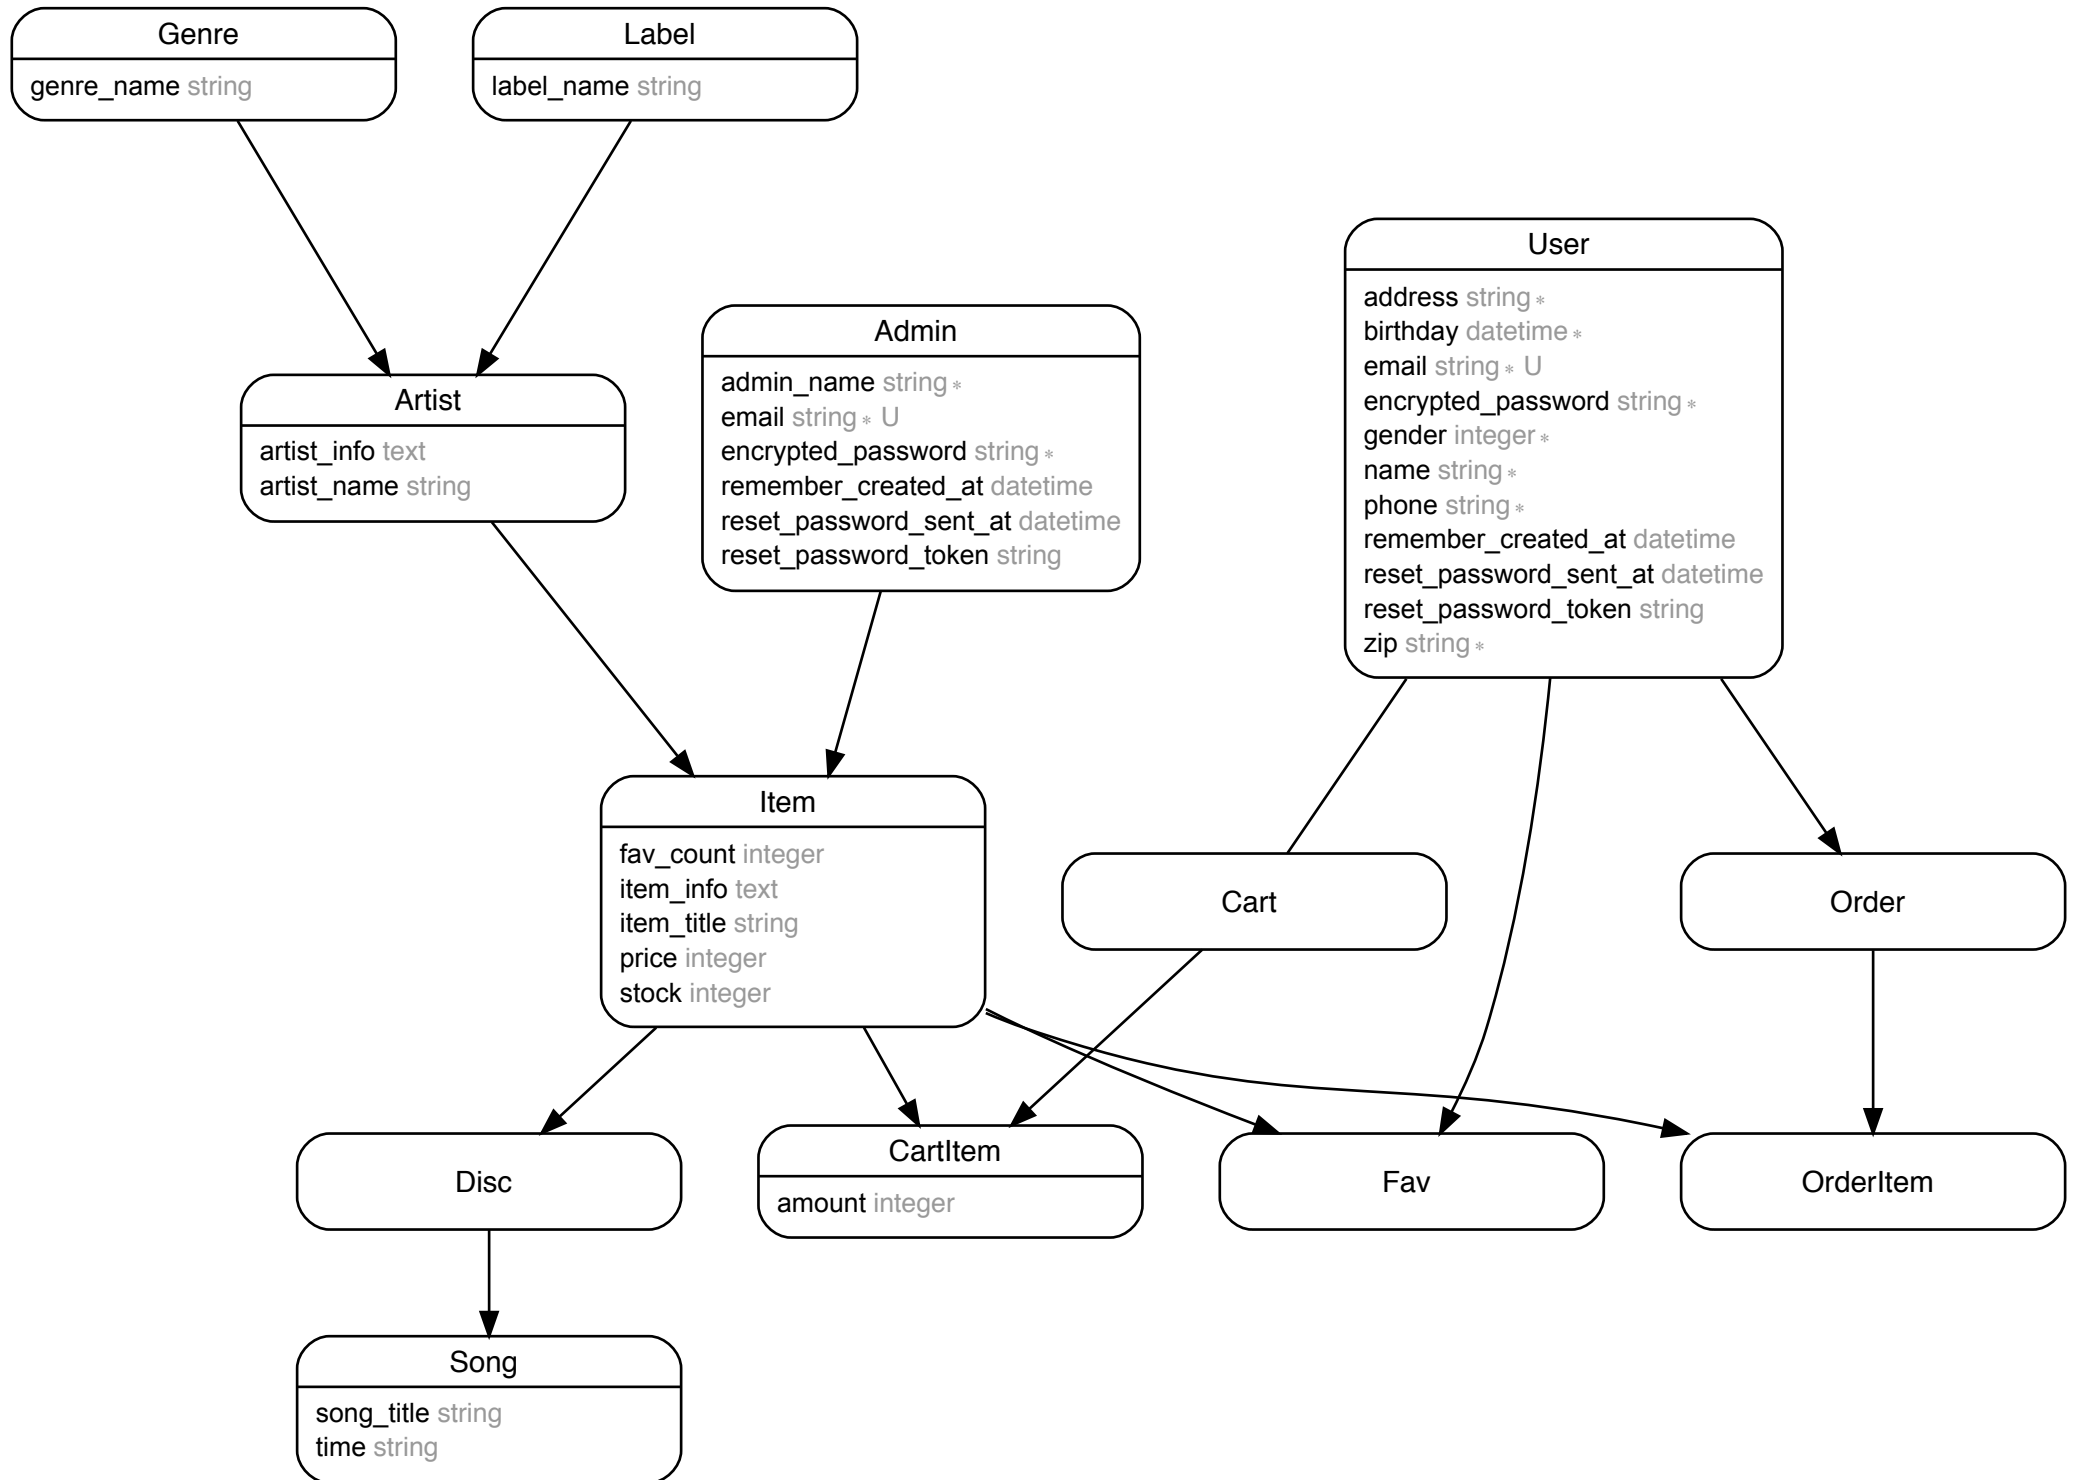 Genre
genre_name string
Label
label_name string
User
address string *
birthday datetime *
email string * U
encrypted_password string *
gender integer *
name string *
phone string *
remember_created_at datetime
reset_password_sent_at datetime
reset_password_token string
zip string *
Admin
admin_name string *
email string * U
encrypted_password string *
remember_created_at datetime
reset_password_sent_at datetime
reset_password_token string
Artist
artist_info text
artist_name string
Item
fav_count integer
item_info text
item_title string
price integer
stock integer
Cart
Order
Disc
CartItem
amount integer
Fav
OrderItem
Song
song_title string
time string